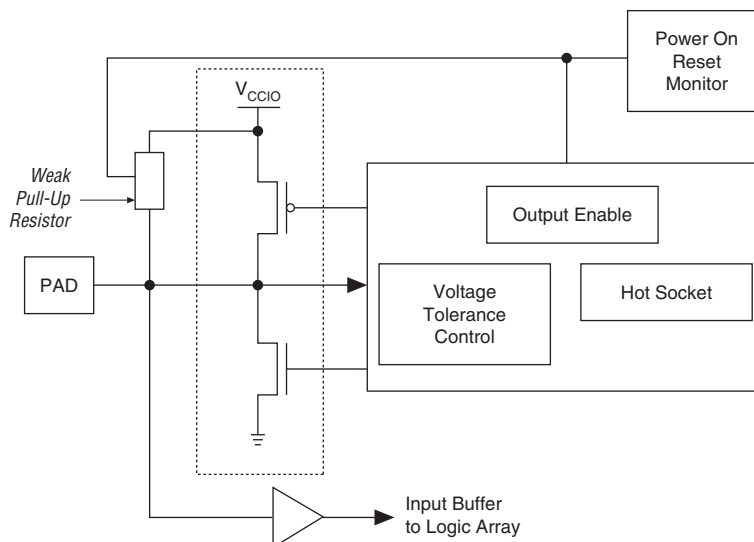 Power On
Reset
Monitor
VCCIO
Weak
Pull-Up
Resistor
Output Enable
PAD
Voltage
Tolerance
Control
Hot Socket
Input Buffer
to Logic Array